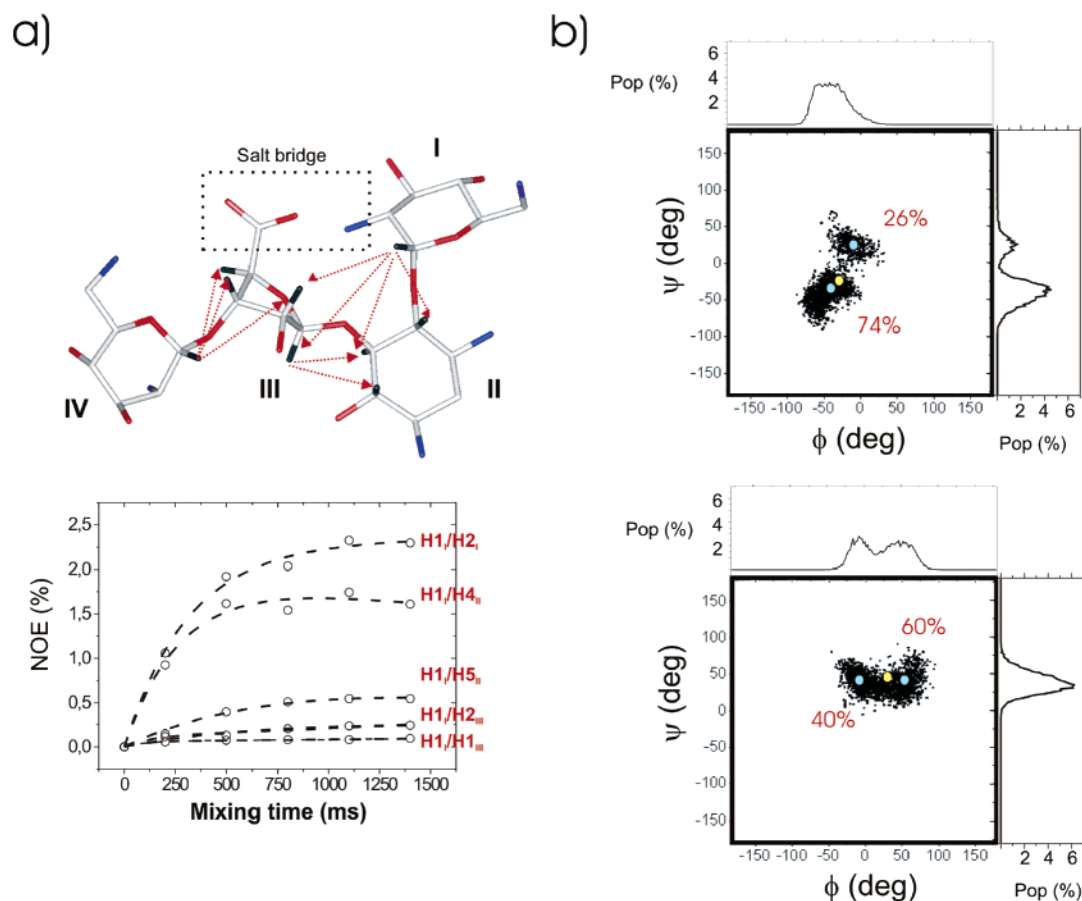 a)
Salt bridge
I
II
III
IV
2,5
2,0
1,5
1,0
0,5
0,0
NOE (%)
H1I/H2I
H1I/H4II
H1I/H5II
H1I/H2III
H1I/H1III
0 250 500 750 1000 1250 1500
Mixing time (ms)
b)
Pop (%)
6
4
2
150
100
50
0
-50
-100
-150
ψ (deg)
26%
74%
-150 -100 -50 0 50 100 150
ϕ (deg)
2 4 6
Pop (%)
Pop (%)
6
4
2
150
100
50
0
-50
-100
-150
ψ (deg)
60%
40%
-150 -100 -50 0 50 100 150
ϕ (deg)
2 4 6
Pop (%)